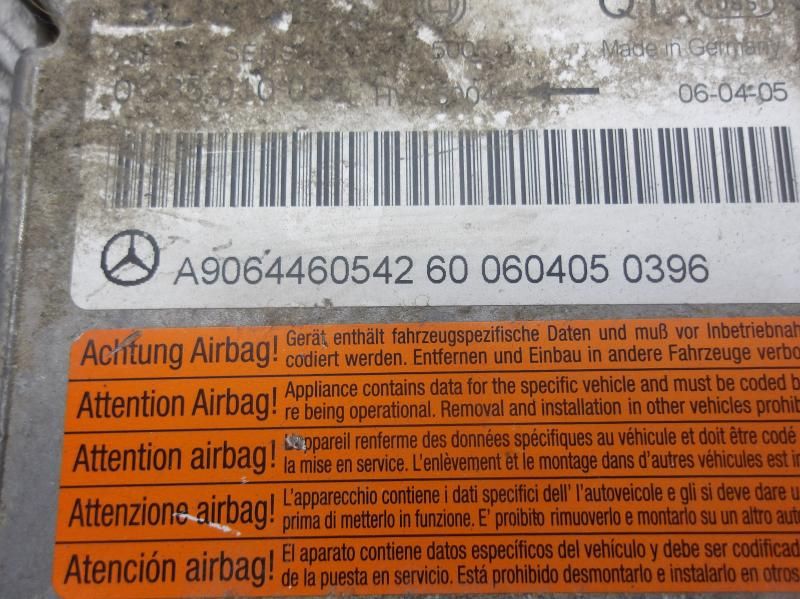 Made in Germany
06-04-05
A9064460542 60 060405 0396
Achtung Airbag!
Gerät enthält fahrzeugspezifische Daten und muß vor Inbetriebnah
codiert werden. Entfernen und Einbau in andere Fahrzeuge verbo
Attention Airbag!
Appliance contains data for the specific vehicle and must be coded b
re being operational. Removal and installation in other vehicles prohib
Attention airbag!
appareil renferme des données spécifiques au véhicule et doit être codé
la mise en service. L'enlèvement et le montage dans d'autres véhicules est in
Attenzione airbag!
L'apparecchio contiene i dati specifici dell' l'autoveicolo e gli si deve dare u
prima di metterlo in funzione. E' proibito rimuoverlo e montarlo su un altro auto
Atención airbag!
El aparato contiene datos específicos del vehículo y debe ser codificad
de la puesta en servicio. Está prohibido desmontarlo e instalarlo en otros